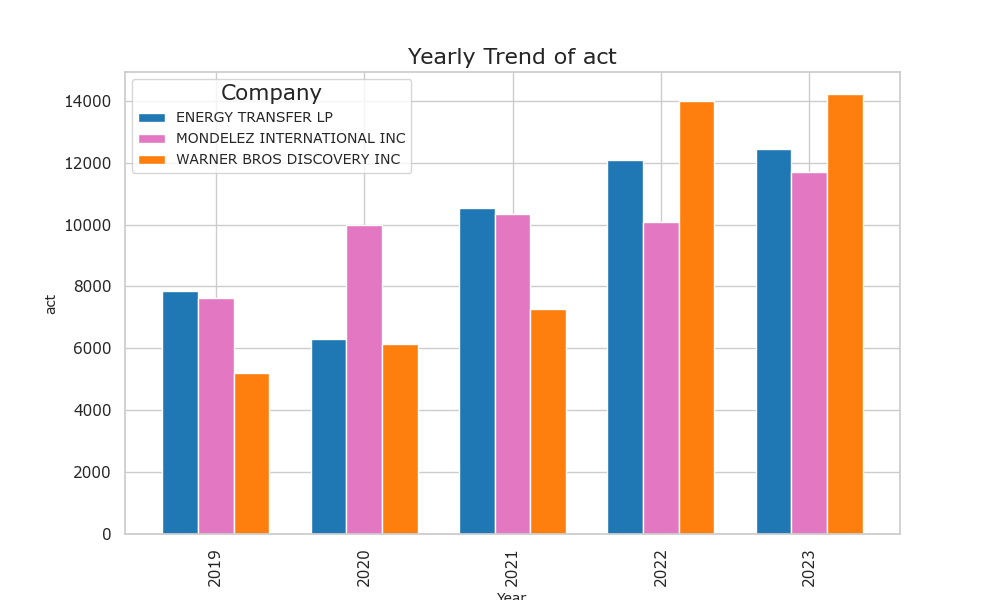 Yearly Trend of act
Company
ENERGY TRANSFER LP
MONDELEZ INTERNATIONAL INC
WARNER BROS DISCOVERY INC
14000
12000
10000
8000
6000
4000
2000
0
act
2019
2020
2021
2022
2023
Year